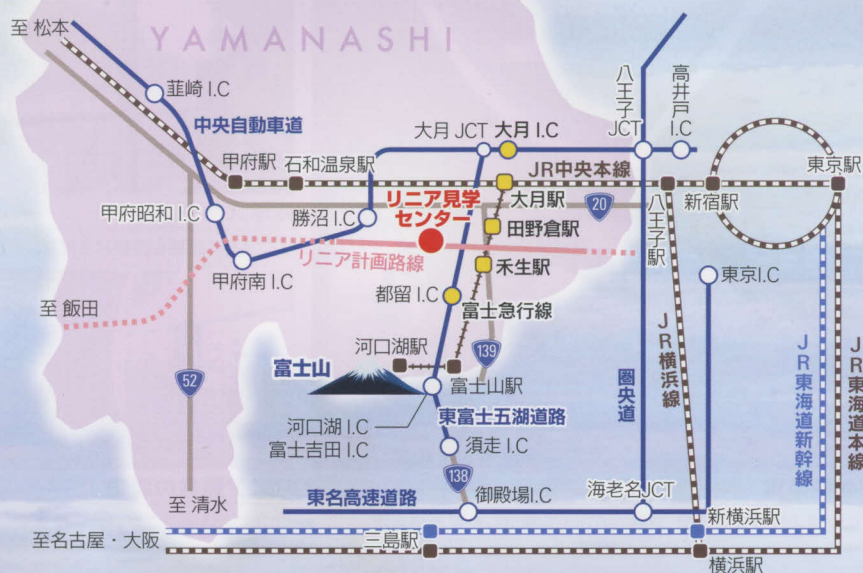 至 松本
YAMANASHI
韮崎 I.C
中央自動車道
大月 JCT
大月 I.C
八王子
JCT
高井戸
I.C
甲府駅
石和温泉駅
JR中央本線
東京駅
リニア見学
センター
大月駅
20
八王子駅
新宿駅
甲府昭和 I.C
勝沼 I.C
田野倉駅
甲府南 I.C
リニア計画路線
禾生駅
東京I.C
至 飯田
都留 I.C
富士急行線
52
富士山
河口湖駅
139
富士山駅
圏央道
JR横浜線
JR東海道新幹線
JR東海道本線
河口湖 I.C
富士吉田 I.C
東富士五湖道路
須走 I.C
138
至 清水
東名高速道路
御殿場I.C
海老名JCT
新横浜駅
至名古屋・大阪
三島駅
横浜駅